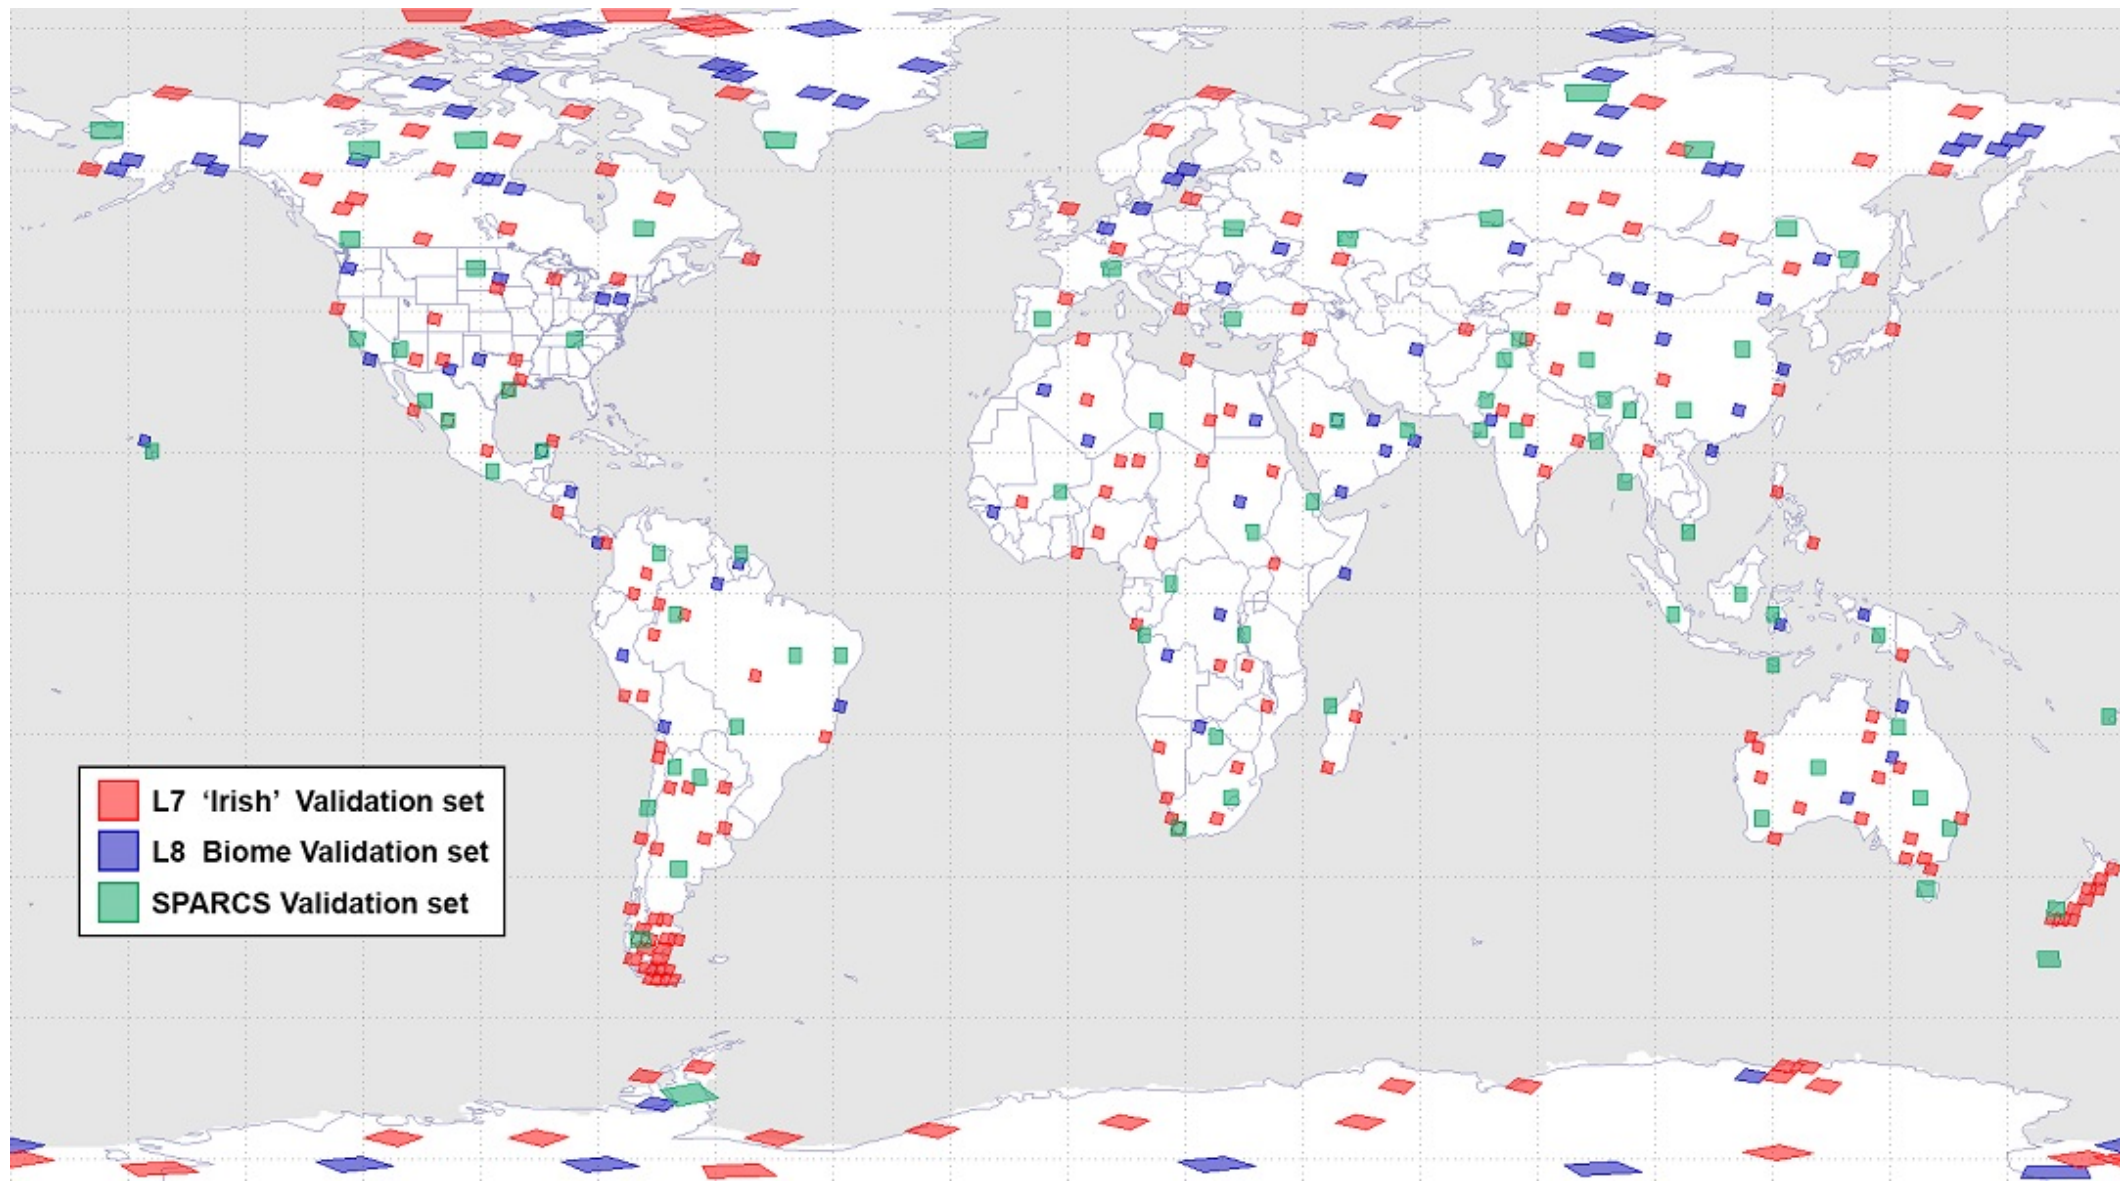 L7 ‘Irish’ Validation set
L8 Biome Validation set
SPARCS Validation set